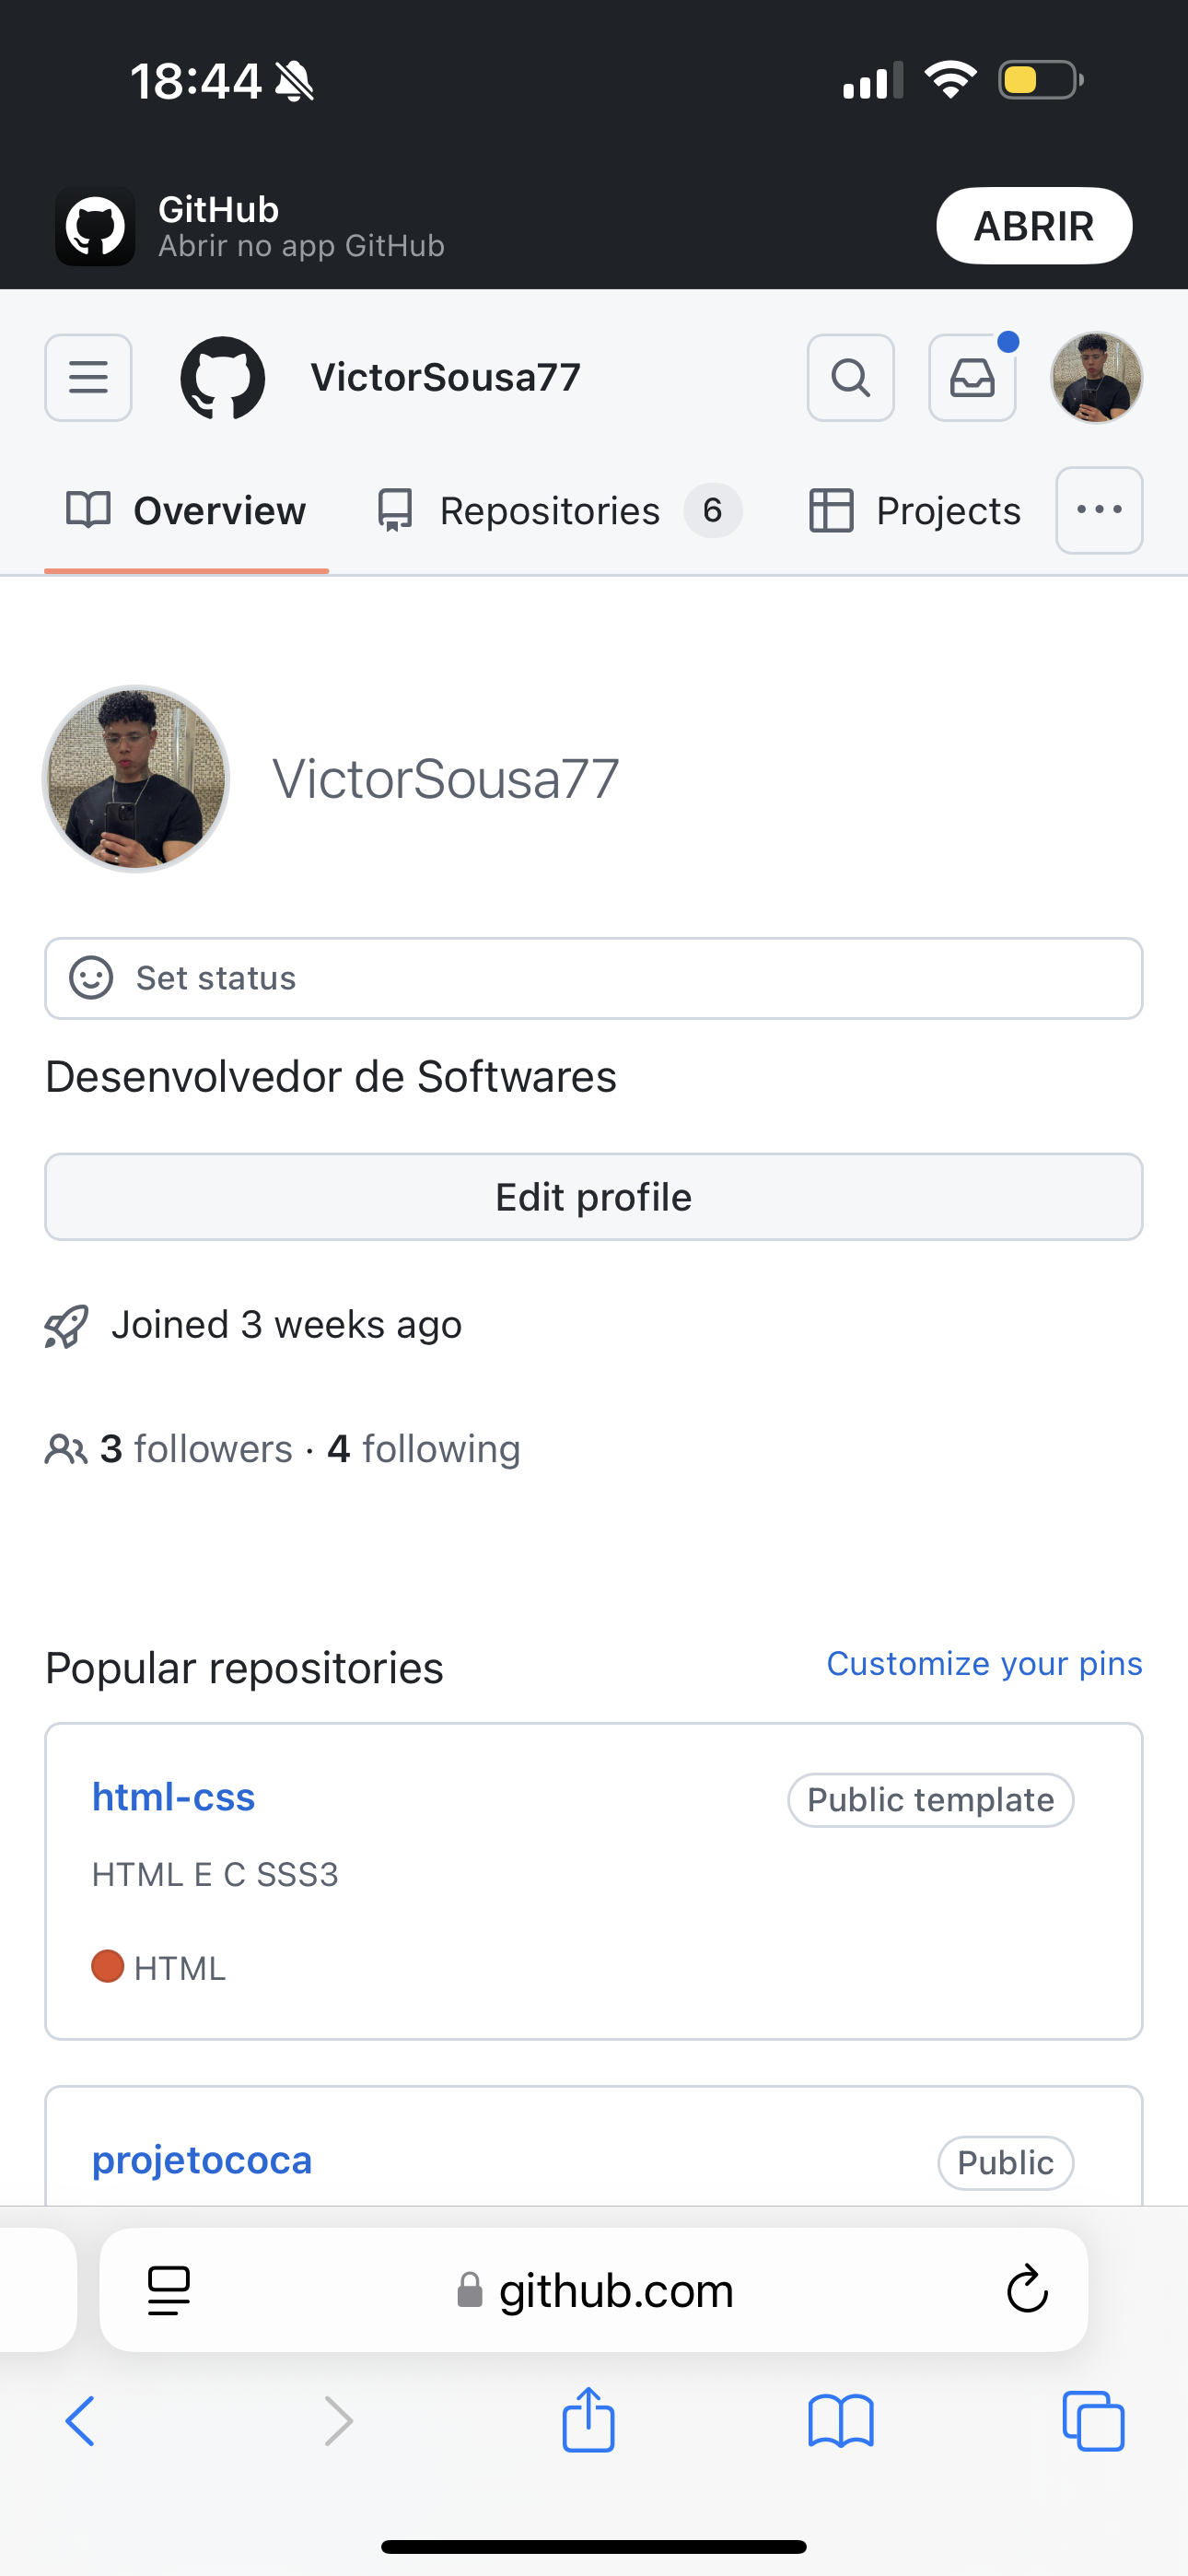 18:44
GitHub
Abrir no app GitHub
ABRIR
VictorSousa77
Overview
Repositories 6
Projects
VictorSousa77
Set status
Desenvolvedor de Softwares
Edit profile
Joined 3 weeks ago
3 followers · 4 following
Popular repositories
Customize your pins
html-css
Public template
HTML E C SSS3
HTML
projetococa
Public
github.com